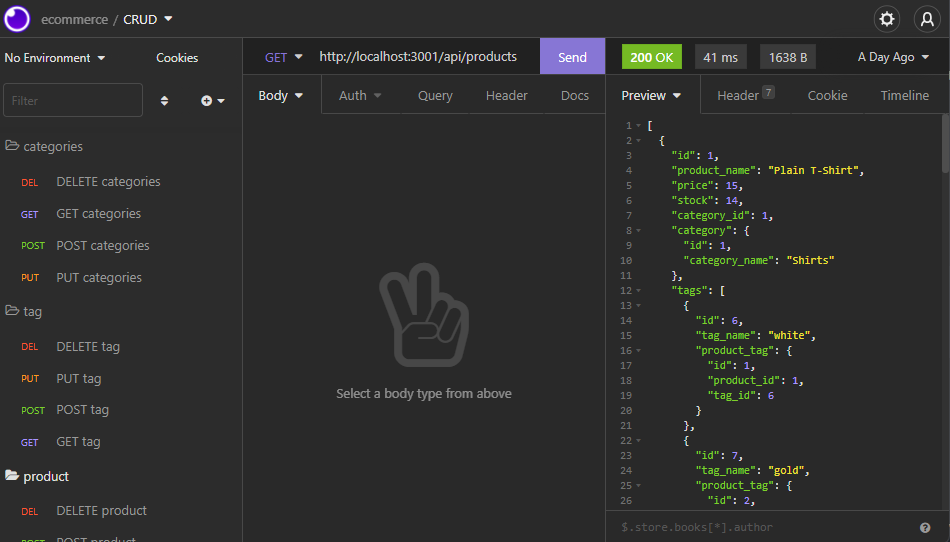 ecommerce / CRUD
No Environment
Cookies
Filter
categories
DEL DELETE categories
GET GET categories
POST POST categories
PUT PUT categories
tag
DEL DELETE tag
PUT PUT tag
POST POST tag
GET GET tag
product
DEL DELETE product
POST POST product
GET http://localhost:3001/api/products Send
Body Auth Query Header Docs
Select a body type from above
200 OK 41 ms 1638 B A Day Ago
Preview Header 7 Cookie Timeline
1 [
2 {
3 "id": 1,
4 "product_name": "Plain T-Shirt",
5 "price": 15,
6 "stock": 14,
7 "category_id": 1,
8 "category": {
9 "id": 1,
10 "category_name": "Shirts"
11 },
12 "tags": [
13 {
14 "id": 6,
15 "tag_name": "white",
16 "product_tag": {
17 "id": 1,
18 "product_id": 1,
19 "tag_id": 6
20 }
21 },
22 {
23 "id": 7,
24 "tag_name": "gold",
25 "product_tag": {
26 "id": 2,
$.store.books[*].author